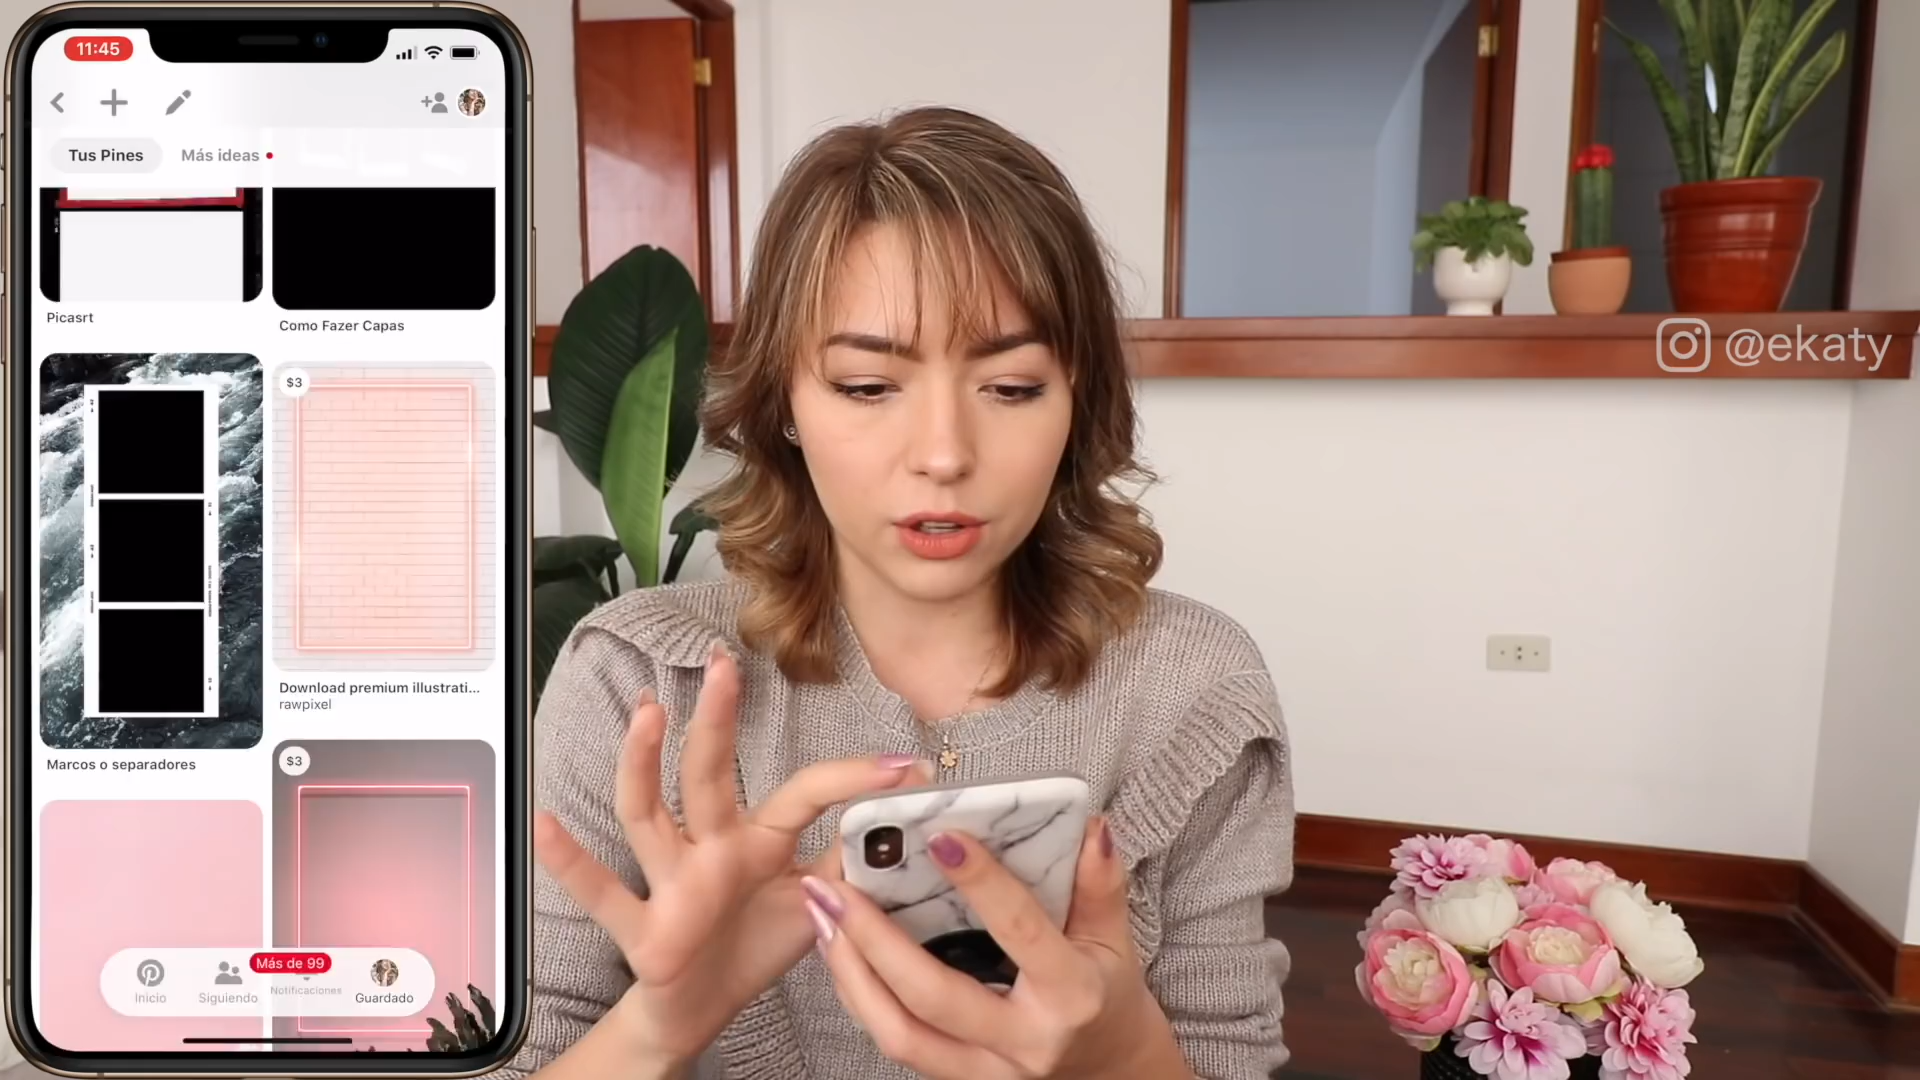 11:45
Tus Pines
Más ideas
Picasrt
Como Fazer Capas
$3
Download premium illustrati...
rawpixel
Marcos o separadores
$3
Más de 99
Inicio
Siguiendo
Notificaciones
Guardado
@ekaty